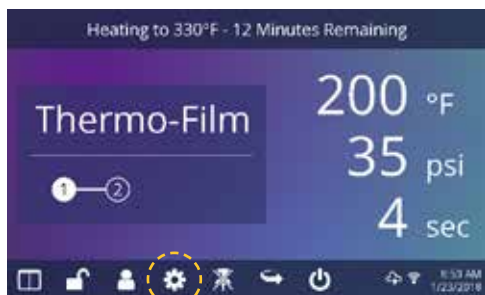 Heating to 330°F - 12 Minutes Remaining
Thermo-Film
1 2
200 °F
35 psi
4 sec
8:53 AM
1/23/2018